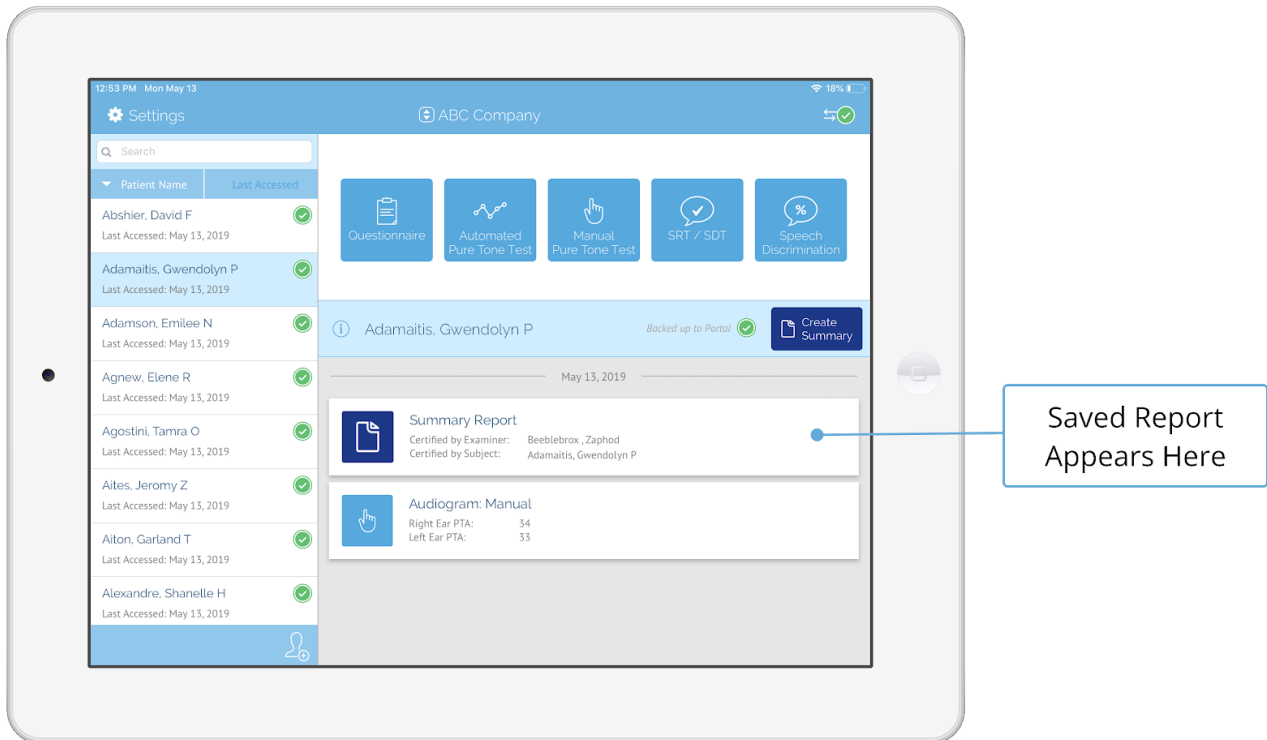 12:53 PM Mon May 13
18%
Settings
ABC Company
Search
Patient Name
Last Accessed
Abshier, David F
Last Accessed: May 13, 2019
Adamaitis, Gwendolyn P
Last Accessed: May 13, 2019
Adamson, Emilee N
Last Accessed: May 13, 2019
Agnew, Elene R
Last Accessed: May 13, 2019
Agostini, Tamra O
Last Accessed: May 13, 2019
Aites, Jeromy Z
Last Accessed: May 13, 2019
Aiton, Garland T
Last Accessed: May 13, 2019
Alexandre, Shanelle H
Last Accessed: May 13, 2019
Questionnaire
Automated
Pure Tone Test
Manual
Pure Tone Test
SRT / SDT
%
Speech
Discrimination
Adamaitis, Gwendolyn P
Backed up to Portal
Create
Summary
May 13, 2019
Summary Report
Certified by Examiner: Beeblebrox , Zaphod
Certified by Subject: Adamaitis, Gwendolyn P
Audiogram: Manual
Right Ear PTA: 34
Left Ear PTA: 33
Saved Report
Appears Here